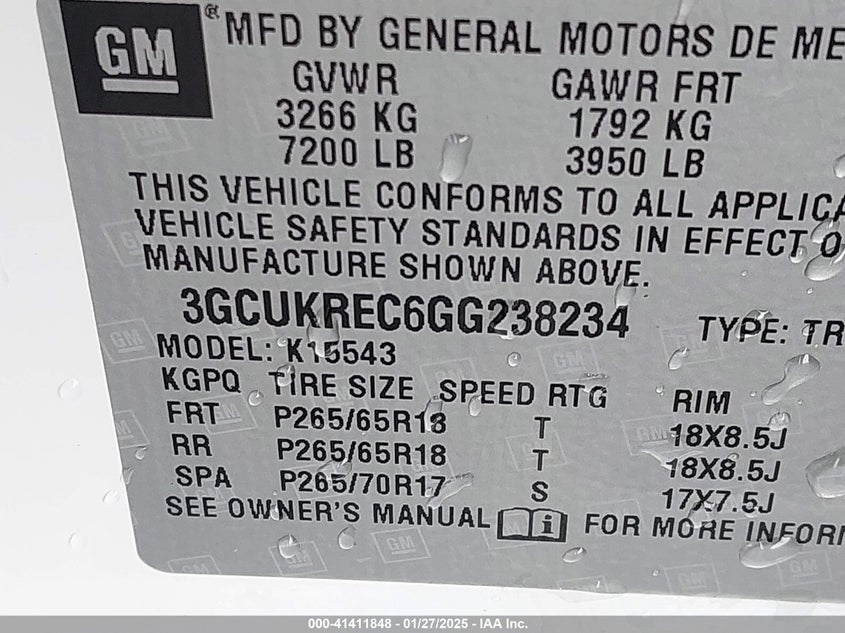 GM
® MFD BY GENERAL MOTORS DE ME
GVWR GAWR FRT
3266 KG 1792 KG
7200 LB 3950 LB
THIS VEHICLE CONFORMS TO ALL APPLICA
VEHICLE SAFETY STANDARDS IN EFFECT O
MANUFACTURE SHOWN ABOVE.
3GCUKREC6GG238234 TYPE: TR
MODEL: K15543
KGPQ TIRE SIZE SPEED RTG RIM
FRT P265/65R18 T 18X8.5J
RR P265/65R18 T 18X8.5J
SPA P265/70R17 S 17X7.5J
SEE OWNER'S MANUAL i FOR MORE INFORM
000-41411848 - 01/27/2025 - IAA Inc.